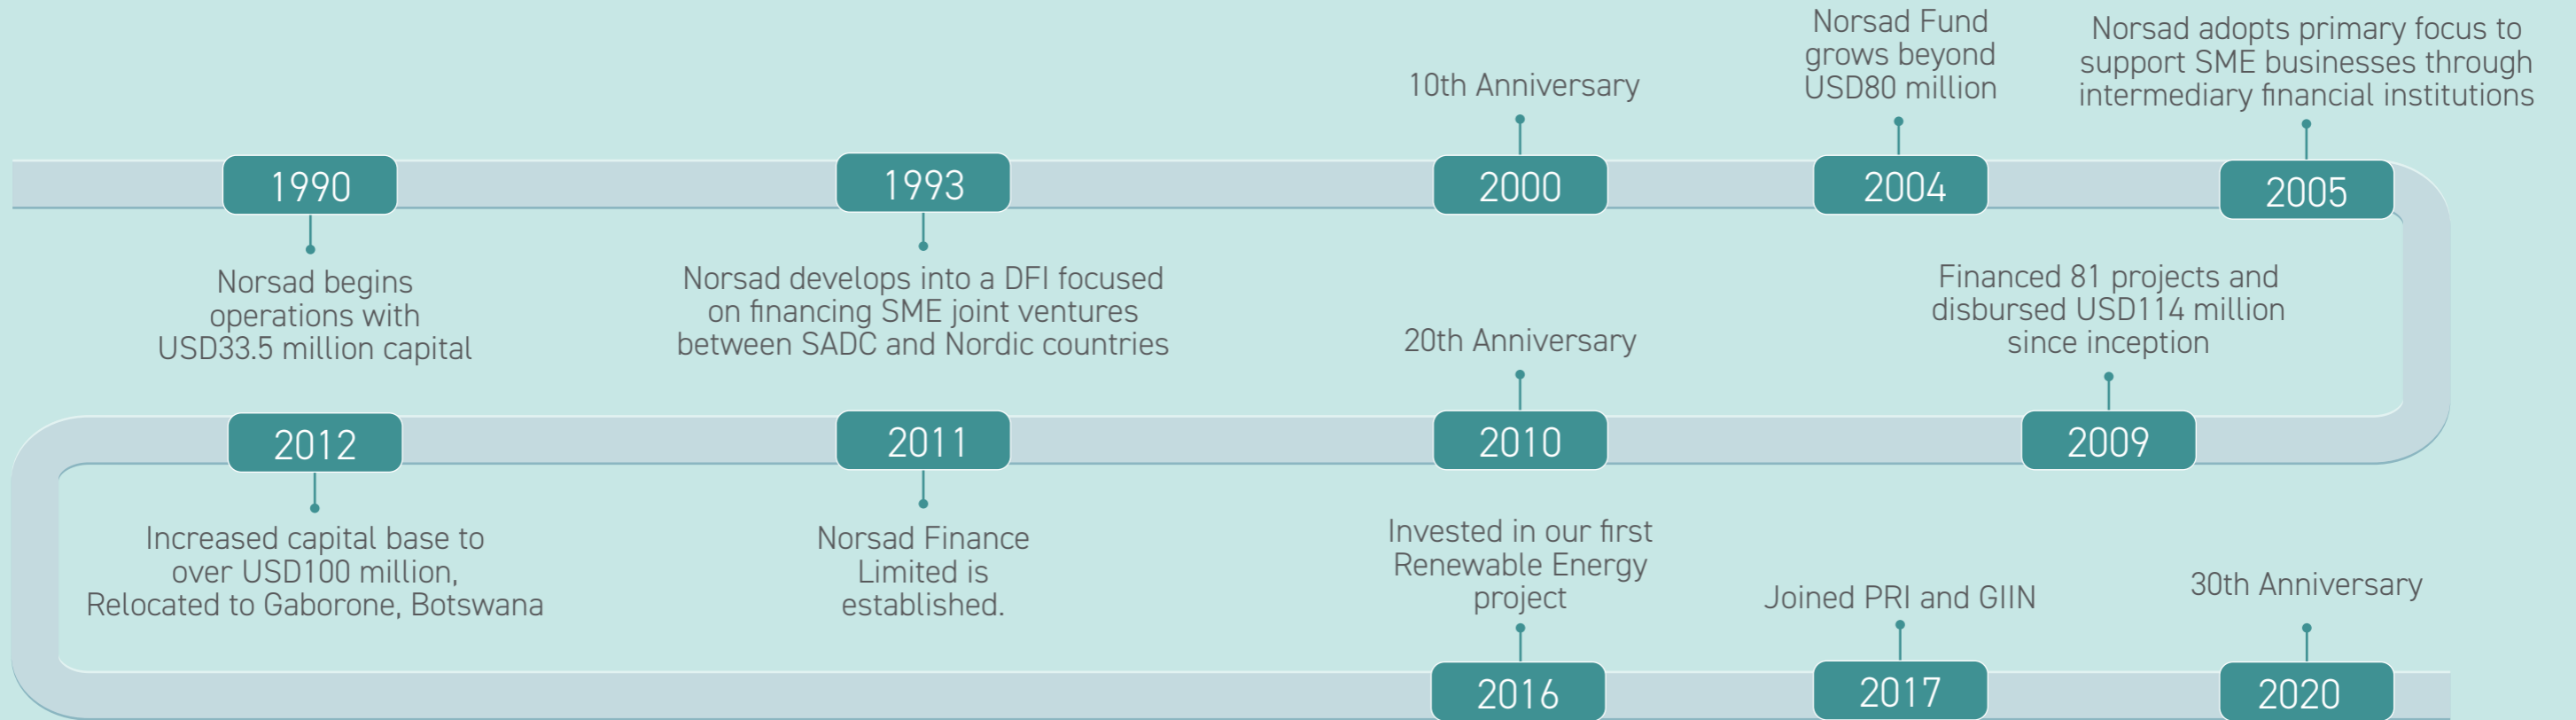 1990
Norsad begins
operations with
USD33.5 million capital
1993
Norsad develops into a DFI focused
on financing SME joint ventures
between SADC and Nordic countries
10th Anniversary
2000
Norsad Fund
grows beyond
USD80 million
2004
Norsad adopts primary focus to
support SME businesses through
intermediary financial institutions
2005
Financed 81 projects and
disbursed USD114 million
since inception
2009
20th Anniversary
2010
2011
Norsad Finance
Limited is
established.
2012
Increased capital base to
over USD100 million,
Relocated to Gaborone, Botswana
Invested in our first
Renewable Energy
project
2016
Joined PRI and GIIN
2017
30th Anniversary
2020